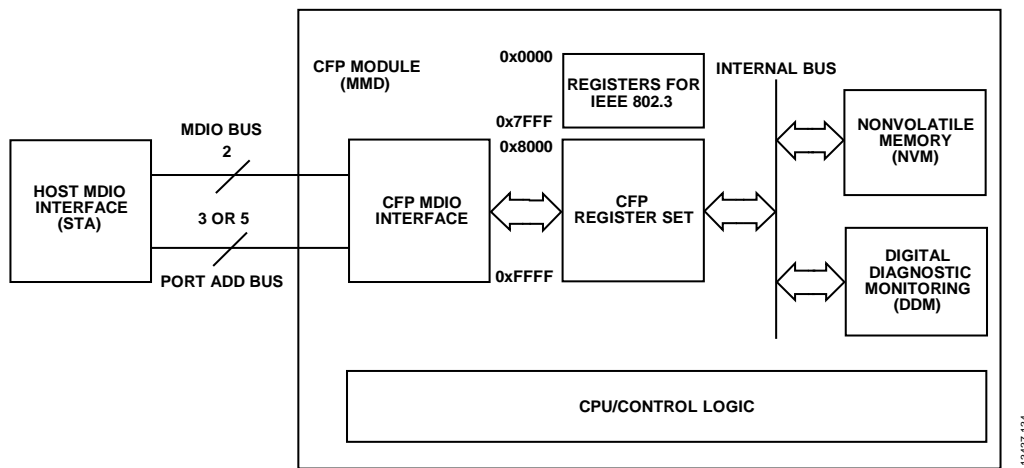 CFP MODULE
(MMD)
0x0000
REGISTERS FOR
IEEE 802.3
0x7FFF
INTERNAL BUS
NONVOLATILE
MEMORY
(NVM)
MDIO BUS
2
HOST MDIO
INTERFACE
(STA)
3 OR 5
PORT ADD BUS
CFP MDIO
INTERFACE
0x8000
CFP
REGISTER SET
0xFFFF
DIGITAL
DIAGNOSTIC
MONITORING
(DDM)
CPU/CONTROL LOGIC